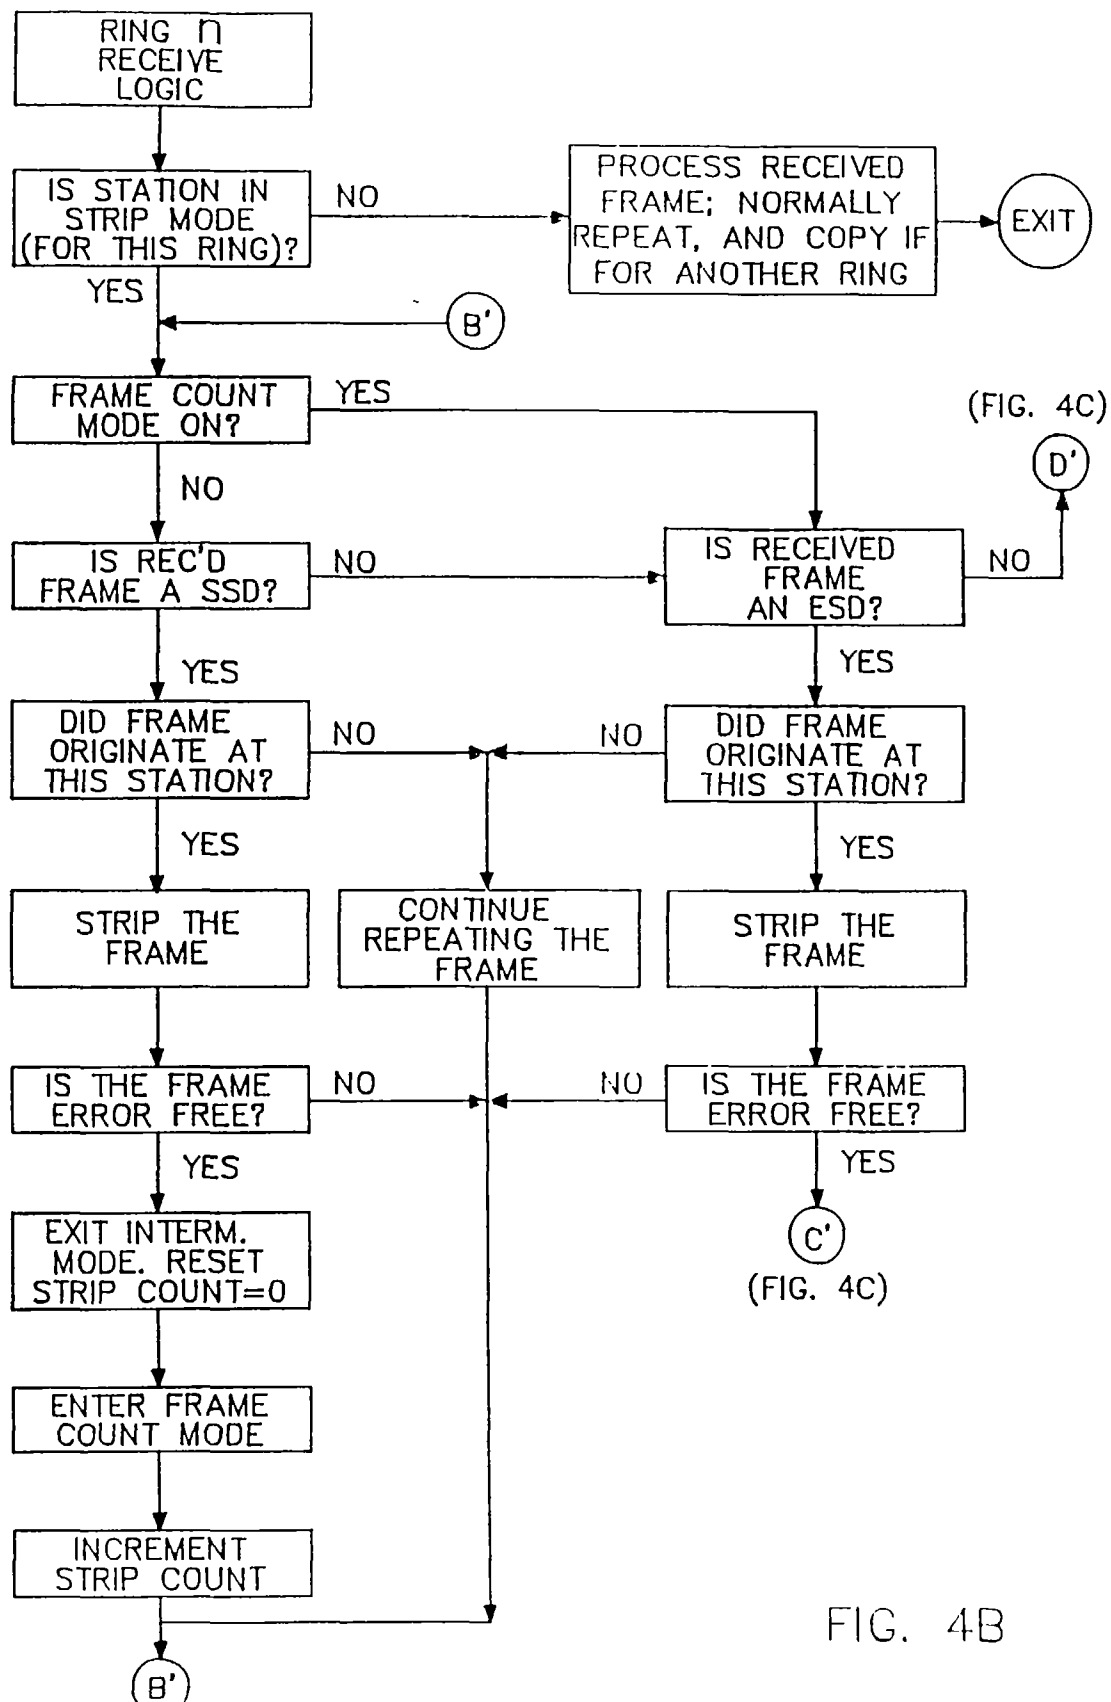 RING n
RECEIVE
LOGIC
IS STATION IN
STRIP MODE
(FOR THIS RING)?
NO
PROCESS RECEIVED
FRAME; NORMALLY
REPEAT, AND COPY IF
FOR ANOTHER RING
EXIT
YES
B'
FRAME COUNT
MODE ON?
YES
(FIG. 4C)
D'
NO
IS REC'D
FRAME A SSD?
NO
IS RECEIVED
FRAME
AN ESD?
NO
YES
YES
DID FRAME
ORIGINATE AT
THIS STATION?
NO
NO
DID FRAME
ORIGINATE AT
THIS STATION?
YES
YES
STRIP THE
FRAME
CONTINUE
REPEATING THE
FRAME
STRIP THE
FRAME
IS THE FRAME
ERROR FREE?
NO
NO
IS THE FRAME
ERROR FREE?
YES
YES
EXIT INTERM.
MODE. RESET
STRIP COUNT=0
C'
(FIG. 4C)
ENTER FRAME
COUNT MODE
INCREMENT
STRIP COUNT
B'
FIG. 4B